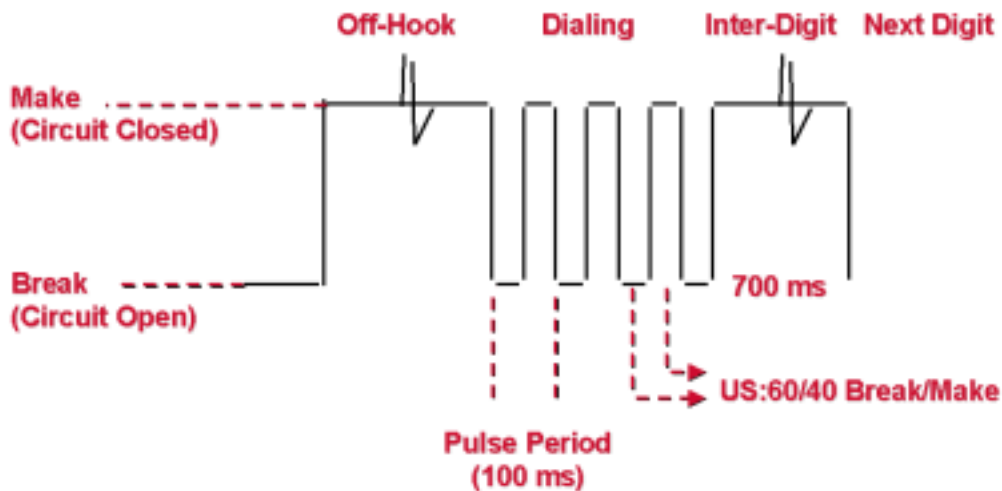 Off-Hook Dialing Inter-Digit Next Digit
Make
(Circuit Closed)
Break
(Circuit Open)
700 ms
US:60/40 Break/Make
Pulse Period
(100 ms)